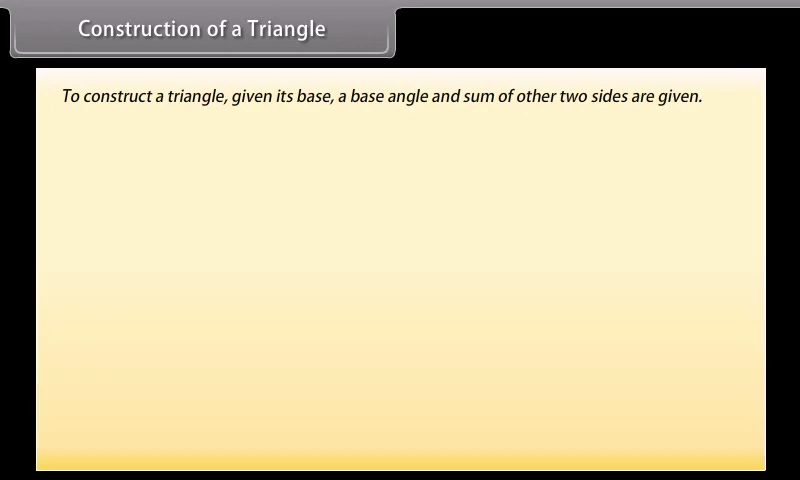 Construction of a Triangle
To construct a triangle, given its base, a base angle and sum of other two sides are given.